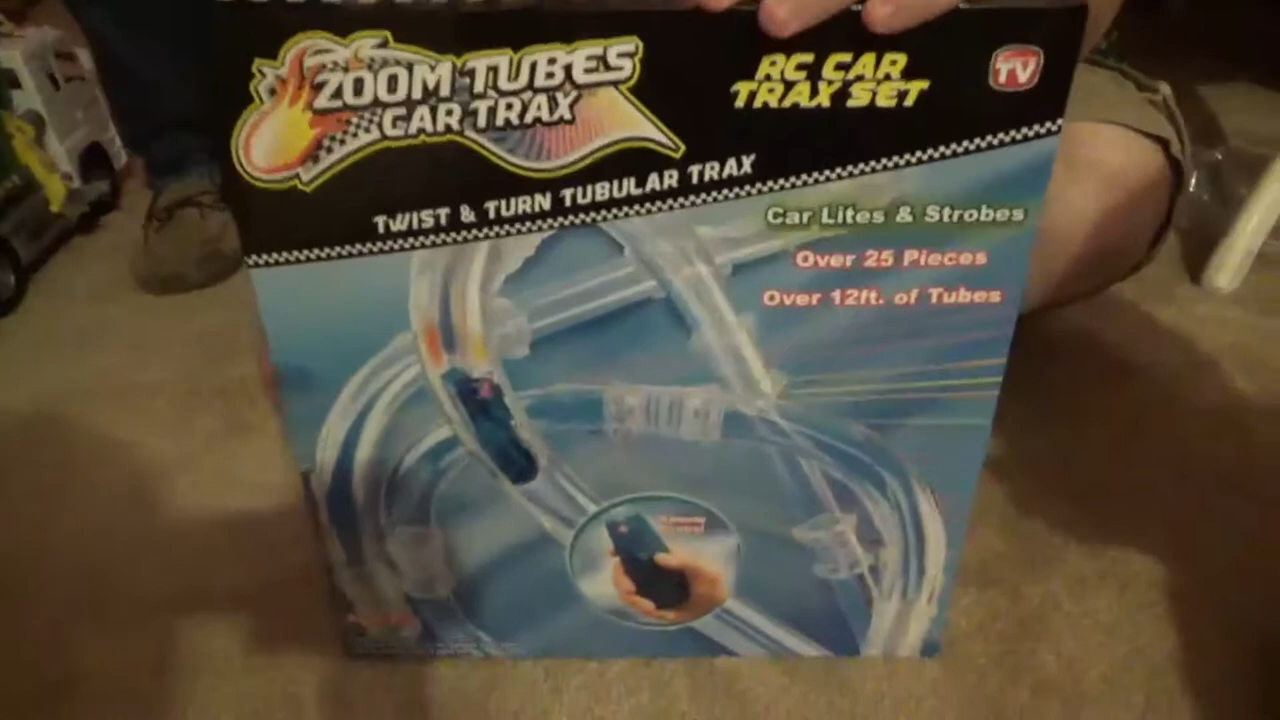 ZOOM TUBES
CAR TRAX
RC CAR
TRAX SET
TV
TWIST & TURN TUBULAR TRAX
Car Lites & Strobes
Over 25 Pieces
Over 12ft. of Tubes